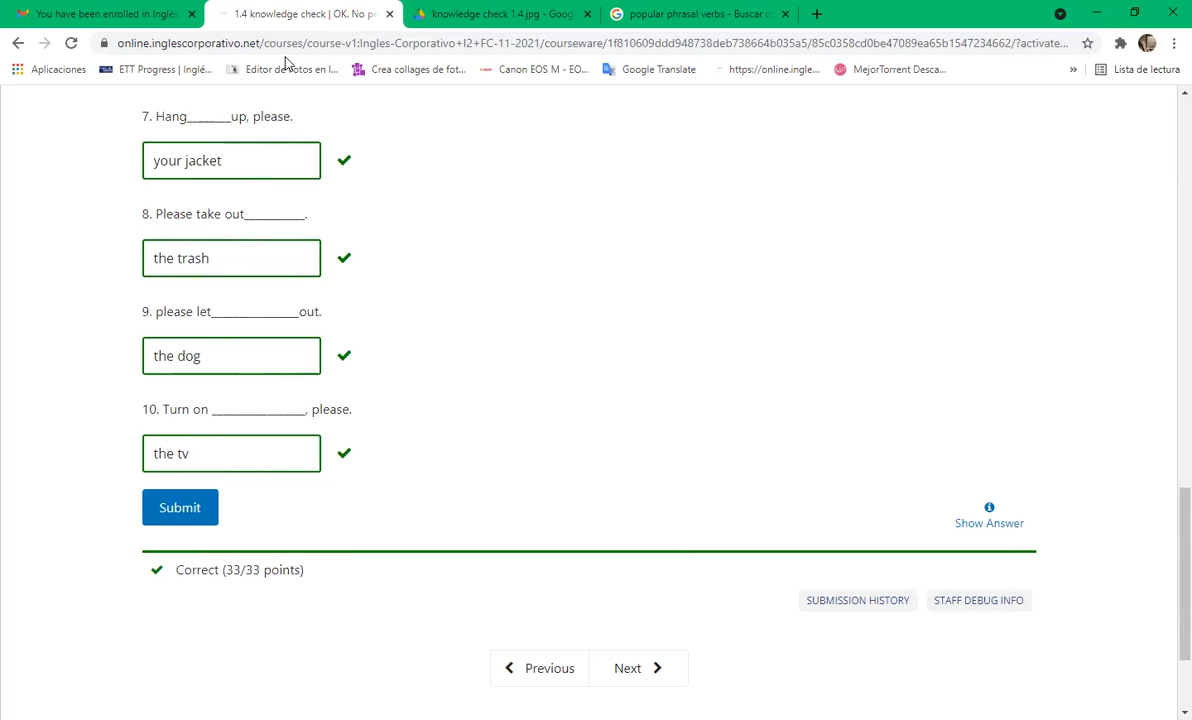 You have been enrolled in Inglés
1.4 knowledge check | OK. No pr
knowledge check 1.4.jpg - Goog
popular phrasal verbs - Buscar c
online.inglescorporativo.net/courses/course-v1:Ingles-Corporativo+I2+FC-11-2021/courseware/1f810609ddd948738deb738664b035a5/85c0358cd0be47089ea65b1547234662/?activate...
Aplicaciones
ETT Progress | Inglé...
Editor de fotos en l...
Crea collages de fot...
Canon EOS M - EO...
Google Translate
https://online.ingle...
MejorTorrent Desca...
»
Lista de lectura
7. Hang_______up, please.
your jacket
8. Please take out__________.
the trash
9. please let______________out.
the dog
10. Turn on _______________, please.
the tv
Submit
Show Answer
Correct (33/33 points)
SUBMISSION HISTORY
STAFF DEBUG INFO
Previous
Next